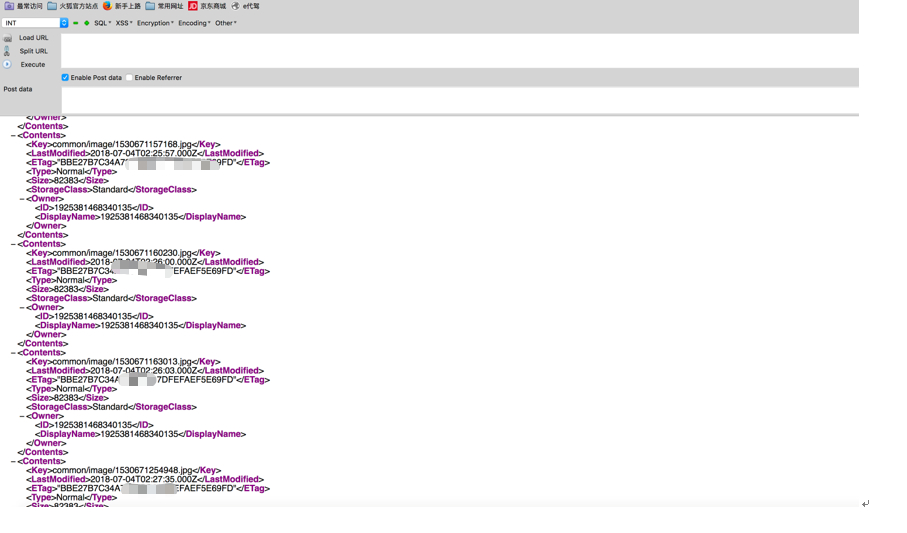 最常访问 火狐官方站点 新手上路 常用网址 JD 京东商城 e代驾
INT SQL XSS Encryption Encoding Other
Load URL
Split URL
Execute
Enable Post data Enable Referrer
Post data
</Owner>
</Contents>
−<Contents>
<Key>common/image/1530671157168.jpg</Key>
<LastModified>2018-07-04T02:25:57.000Z</LastModified>
<ETag>"BBE27B7C34A 69FD"</ETag>
<Type>Normal</Type>
<Size>82383</Size>
<StorageClass>Standard</StorageClass>
−<Owner>
<ID>1925381468340135</ID>
<DisplayName>1925381468340135</DisplayName>
</Owner>
</Contents>
−<Contents>
<Key>common/image/1530671160230.jpg</Key>
<LastModified>2018-07-04T02:26:00.000Z</LastModified>
<ETag>"BBE27B7C34 EFAEF5E69FD"</ETag>
<Type>Normal</Type>
<Size>82383</Size>
<StorageClass>Standard</StorageClass>
−<Owner>
<ID>1925381468340135</ID>
<DisplayName>1925381468340135</DisplayName>
</Owner>
</Contents>
−<Contents>
<Key>common/image/1530671163013.jpg</Key>
<LastModified>2018-07-04T02:26:03.000Z</LastModified>
<ETag>"BBE27B7C34 7DFEFAEF5E69FD"</ETag>
<Type>Normal</Type>
<Size>82383</Size>
<StorageClass>Standard</StorageClass>
−<Owner>
<ID>1925381468340135</ID>
<DisplayName>1925381468340135</DisplayName>
</Owner>
</Contents>
−<Contents>
<Key>common/image/1530671254948.jpg</Key>
<LastModified>2018-07-04T02:27:35.000Z</LastModified>
<ETag>"BBE27B7C34A EFAEF5E69FD"</ETag>
<Type>Normal</Type>
<Size>82383</Size>